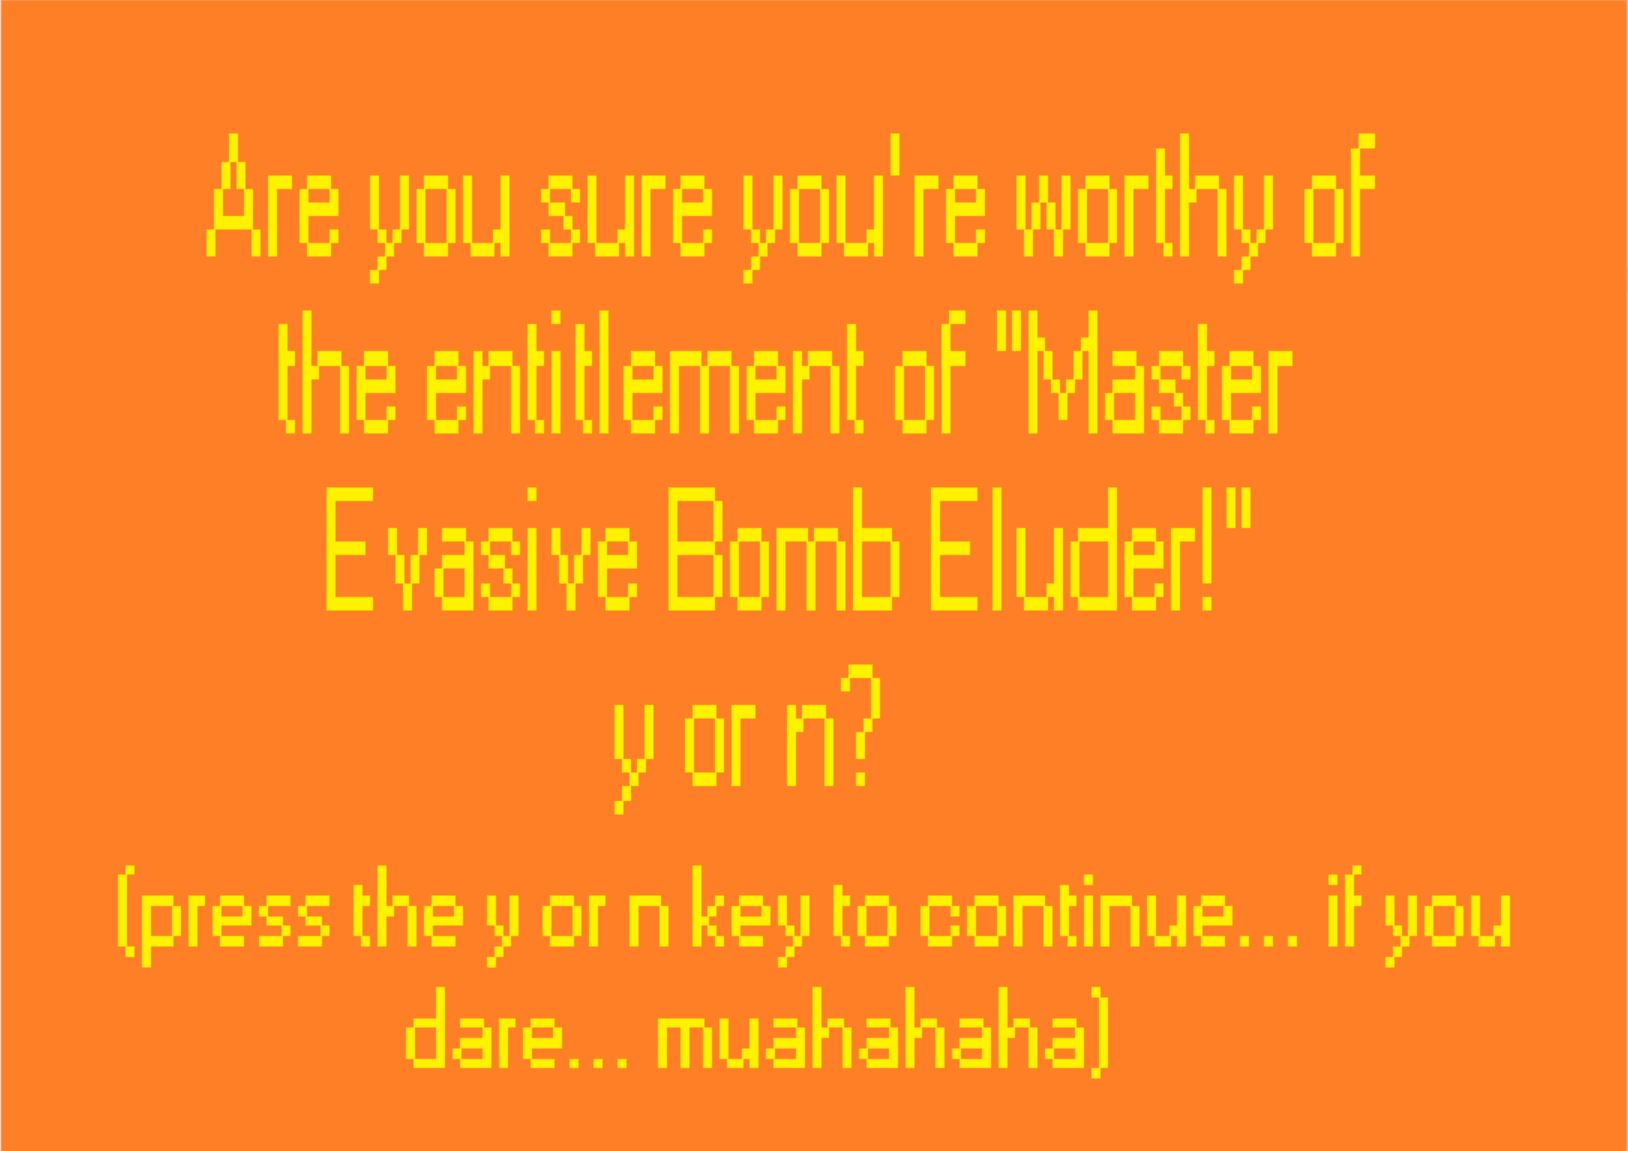 Are you sure you're worthy of
the entitlement of "Master
Evasive Bomb Eluder!"
y or n?
(press the y or n key to continue... if you
dare... muahahaha)